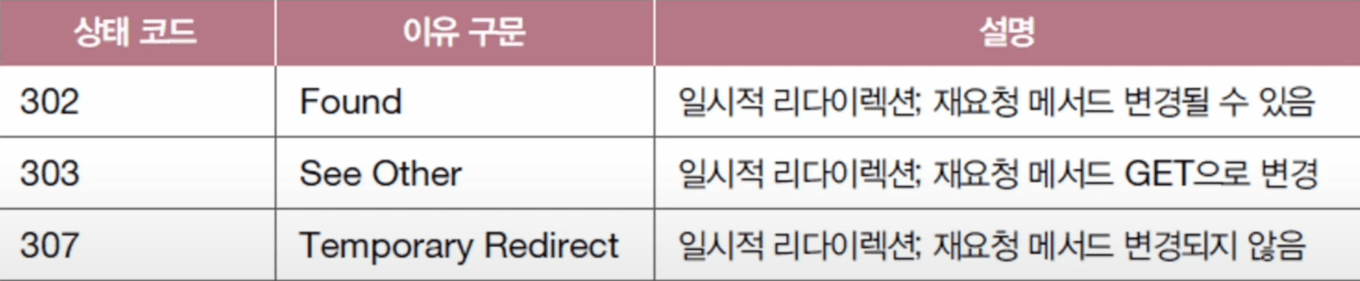 상태 코드 이유 구문 설명
302 Found 일시적 리다이렉션; 재요청 메서드 변경될 수 있음
303 See Other 일시적 리다이렉션; 재요청 메서드 GET으로 변경
307 Temporary Redirect 일시적 리다이렉션; 재요청 메서드 변경되지 않음